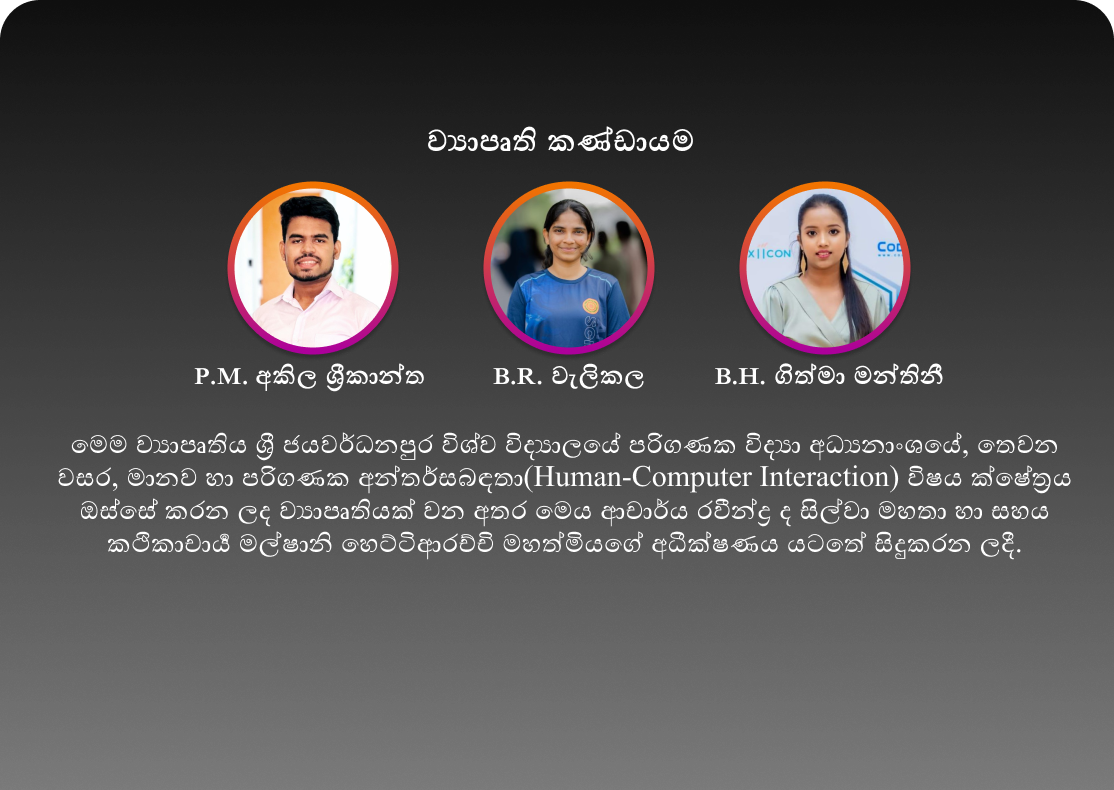 ව්‍යාපෘති කණ්ඩායම
X||CON
COD
P.M. අකිල ශ්‍රීකාන්ත
B.R. වැලිකල
B.H. ගිත්මා මන්තිනී
මෙම ව්‍යාපෘතිය ශ්‍රී ජයවර්ධනපුර විශ්ව විද්‍යාලයේ පරිගණක විද්‍යා අධ්‍යනාංශයේ, තෙවන
වසර, මානව හා පරිගණක අන්තර්සබඳතා(Human-Computer Interaction) විෂය ක්ෂේත්‍රය
ඔස්සේ කරන ලද ව්‍යාපෘතියක් වන අතර මෙය ආචාර්ය රවීන්ද්‍ර ද සිල්වා මහතා හා සහය
කථිකාචාර්‍ය මල්ෂානි හෙට්ටිආරච්චි මහත්මියගේ අධීක්ෂණය යටතේ සිදුකරන ලදී.